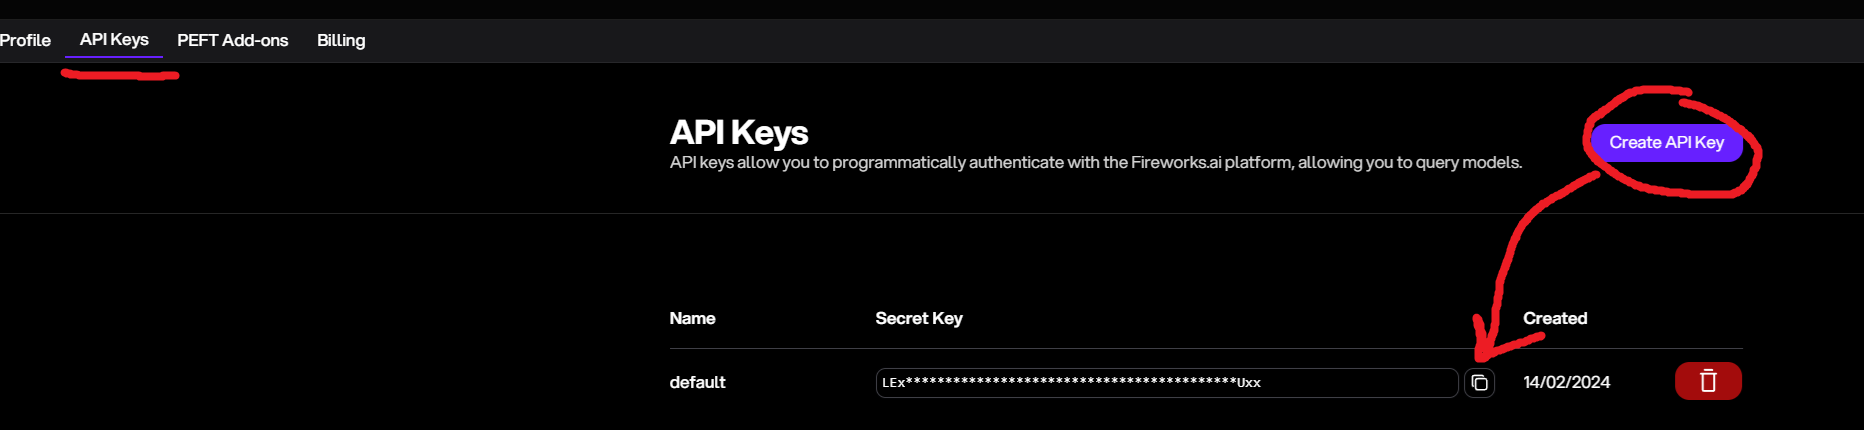 Profile API Keys PEFT Add-ons Billing
API Keys
API keys allow you to programmatically authenticate with the Fireworks.ai platform, allowing you to query models.
Create API Key
Name Secret Key Created
default LEx******************************************Uxx 14/02/2024